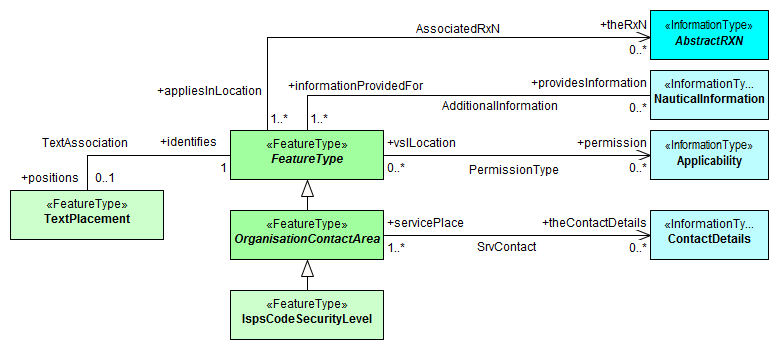 AssociatedRxN
+theRxN
0..*
«InformationType»
AbstractRXN
+appliesInLocation
1..*
+informationProvidedFor
1..*
AdditionalInformation
+providesInformation
0..*
«InformationTy...
NauticalInformation
TextAssociation
+identifies
1
+positions
0..1
«FeatureType»
TextPlacement
«FeatureType»
FeatureType
+vslLocation
0..*
PermissionType
+permission
0..*
«InformationType»
Applicability
«FeatureType»
OrganisationContactArea
+servicePlace
1..*
SrvContact
+theContactDetails
0..*
«InformationTy...
ContactDetails
«FeatureType»
IspsCodeSecurityLevel